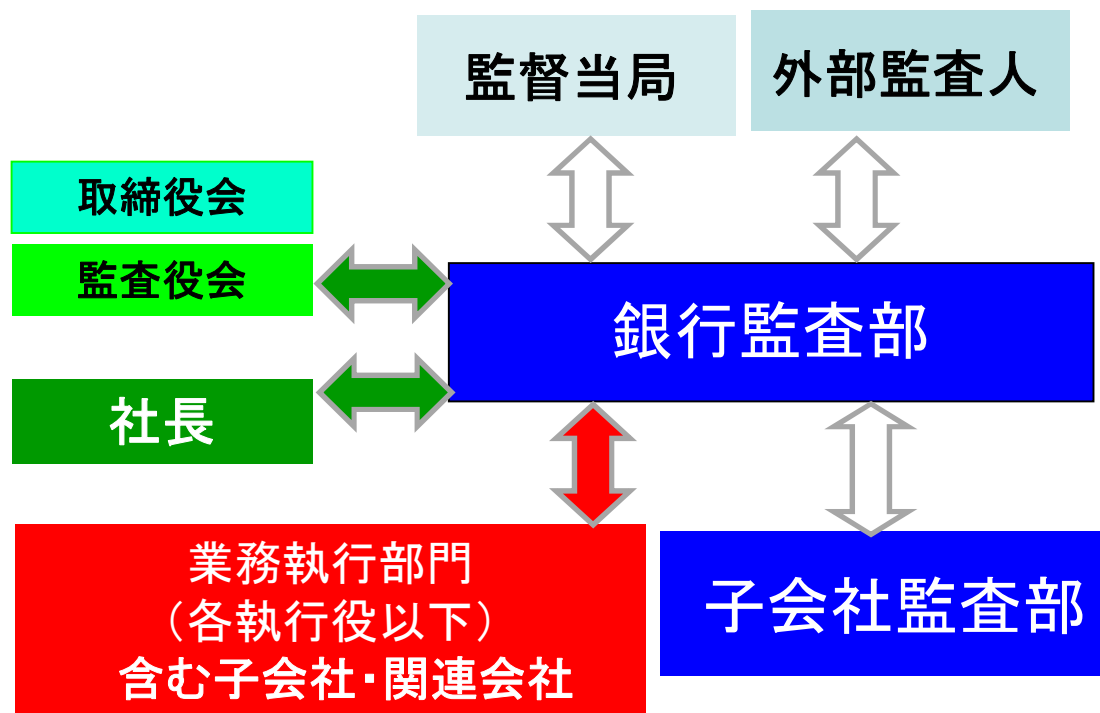 監督当局
外部監査人
取締役会
監査役会
銀行監査部
社長
業務執行部門
（各執行役以下）
含む子会社・関連会社
子会社監査部